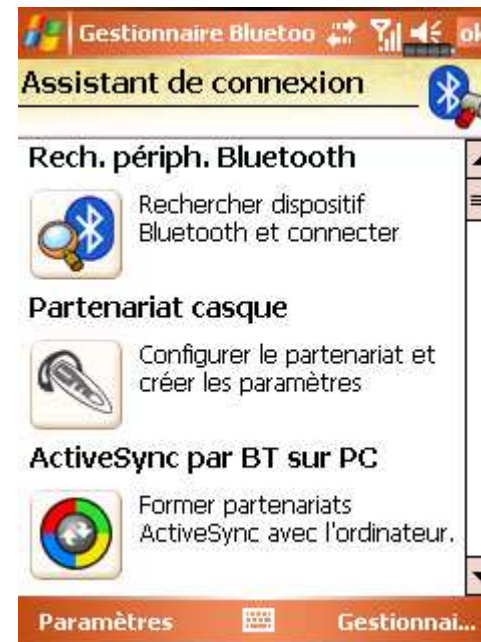 Gestionnaire Bluetoo ok
Assistant de connexion
Rech. périph. Bluetooth
Rechercher dispositif
Bluetooth et connecter
Partenariat casque
Configurer le partenariat et
créer les paramètres
ActiveSync par BT sur PC
Former partenariats
ActiveSync avec l'ordinateur.
Paramètres Gestionnai...